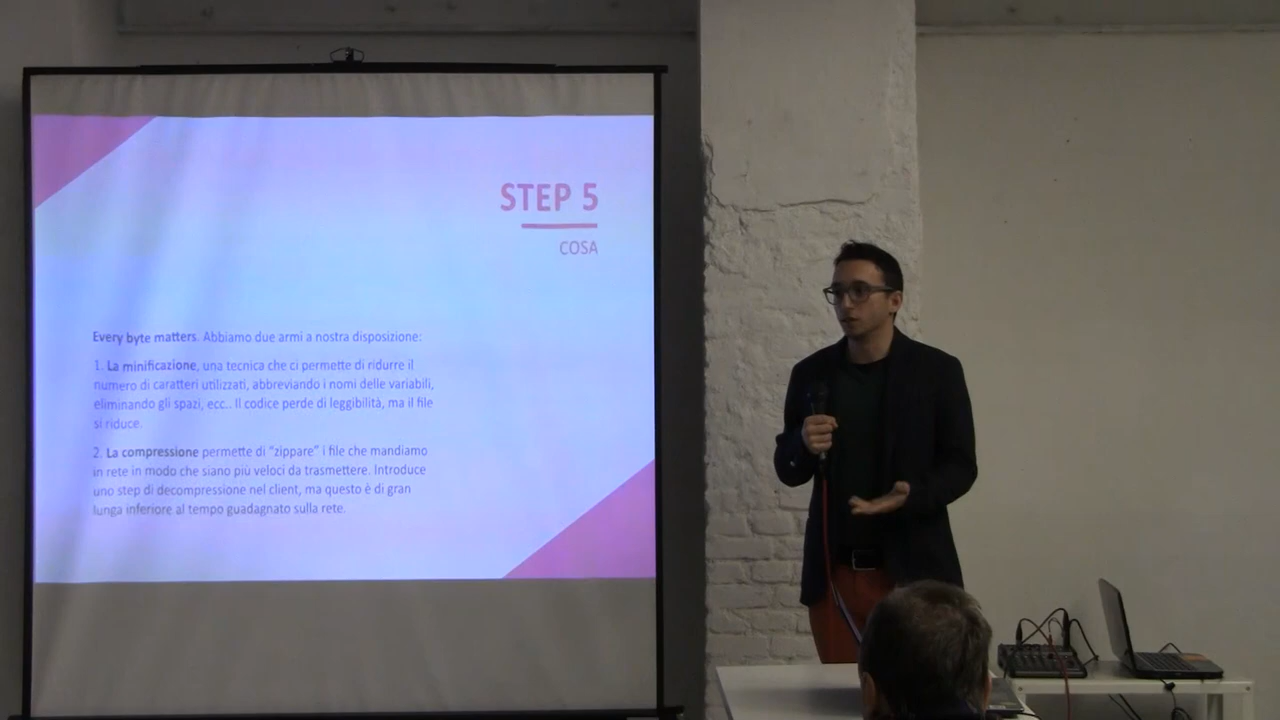 STEP 5
COSA
Every byte matters. Abbiamo due armi a nostra disposizione:
1. La minificazione, una tecnica che ci permette di ridurre il
numero di caratteri utilizzati, abbreviando i nomi delle variabili,
eliminando gli spazi, ecc.. Il codice perde di leggibilità, ma il file
si riduce.
2. La compressione permette di “zippare” i file che mandiamo
in rete in modo che siano più veloci da trasmettere. Introduce
uno step di decompressione nel client, ma questo è di gran
lunga inferiore al tempo guadagnato sulla rete.